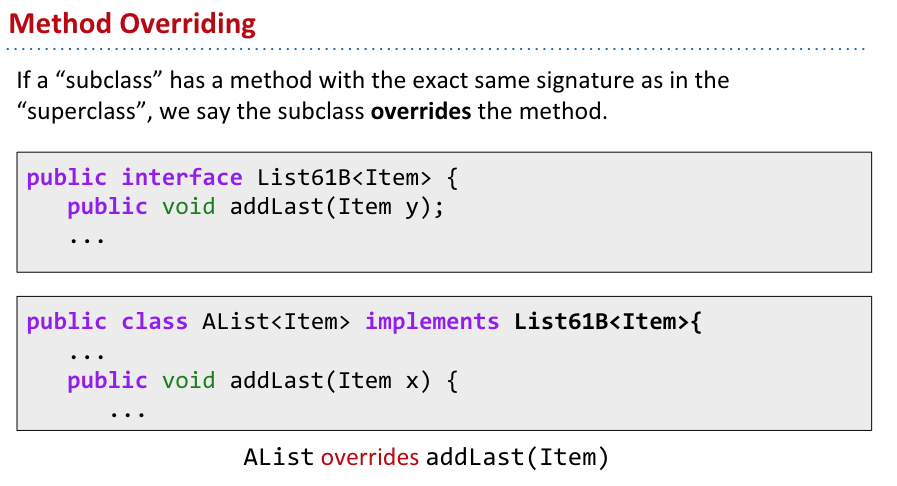 Method Overriding
If a “subclass” has a method with the exact same signature as in the
“superclass”, we say the subclass overrides the method.
public interface List61B<Item> {
   public void addLast(Item y);
   ...
public class AList<Item> implements List61B<Item>{
   ...
   public void addLast(Item x) {
      ...
AList overrides addLast(Item)